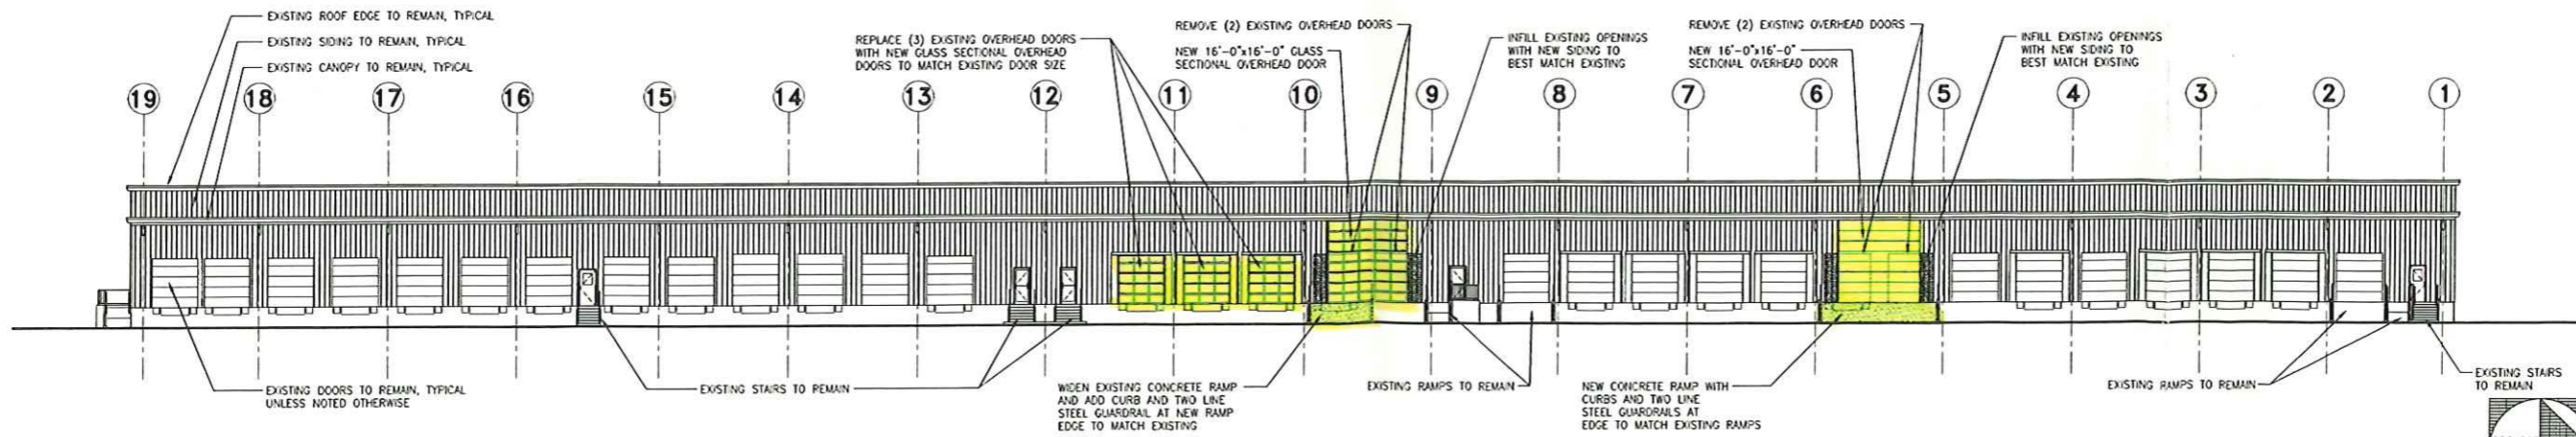 EXISTING ROOF EDGE TO REMAIN, TYPICAL
EXISTING SIDING TO REMAIN, TYPICAL
EXISTING CANOPY TO REMAIN, TYPICAL
REPLACE (3) EXISTING OVERHEAD DOORS
WITH NEW GLASS SECTIONAL OVERHEAD
DOORS TO MATCH EXISTING DOOR SIZE
REMOVE (2) EXISTING OVERHEAD DOORS
NEW 16'-0"x16'-0" GLASS
SECTIONAL OVERHEAD DOOR
INFILL EXISTING OPENINGS
WITH NEW SIDING TO
BEST MATCH EXISTING
REMOVE (2) EXISTING OVERHEAD DOORS
NEW 16'-0"x16'-0"
SECTIONAL OVERHEAD DOOR
INFILL EXISTING OPENINGS
WITH NEW SIDING TO
BEST MATCH EXISTING
19 18 17 16 15 14 13 12 11 10 9 8 7 6 5 4 3 2 1
EXISTING DOORS TO REMAIN, TYPICAL
UNLESS NOTED OTHERWISE
EXISTING STAIRS TO REMAIN
WIDEN EXISTING CONCRETE RAMP
AND ADD CURB AND TWO LINE
STEEL GUARDRAIL AT NEW RAMP
EDGE TO MATCH EXISTING
EXISTING RAMPS TO REMAIN
NEW CONCRETE RAMP WITH
CURBS AND TWO LINE
STEEL GUARDRAILS AT
EDGE TO MATCH EXISTING RAMPS
EXISTING RAMPS TO REMAIN
EXISTING STAIRS
TO REMAIN